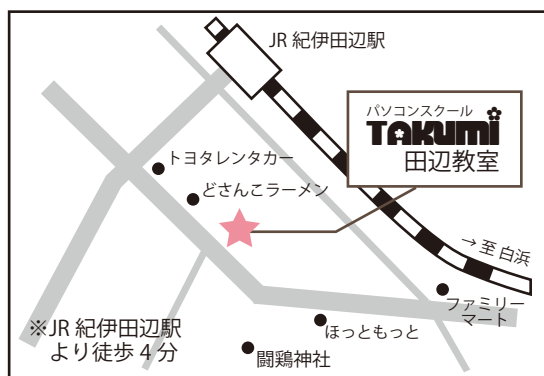 JR 紀伊田辺駅
パソコンスクール
TAKUMI
田辺教室
トヨタレンタカー
どさんこラーメン
→ 至 白浜
ファミリー
マート
ほっともっと
闘鶏神社
※JR 紀伊田辺駅
より徒歩 4 分